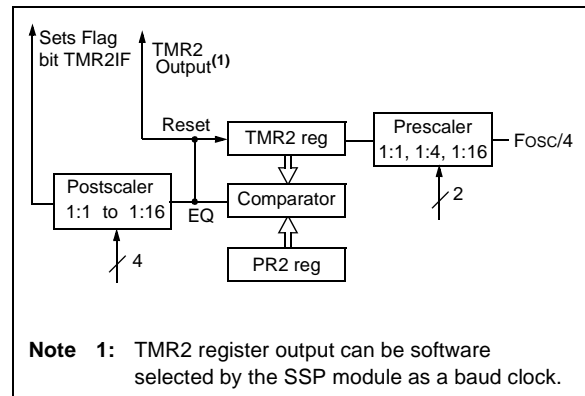 Sets Flag
bit TMR2IF
TMR2
Output(1)
Reset
TMR2 reg
Prescaler
1:1, 1:4, 1:16
FOSC/4
2
Postscaler
1:1 to 1:16
EQ
Comparator
4
PR2 reg
Note 1: TMR2 register output can be software
selected by the SSP module as a baud clock.